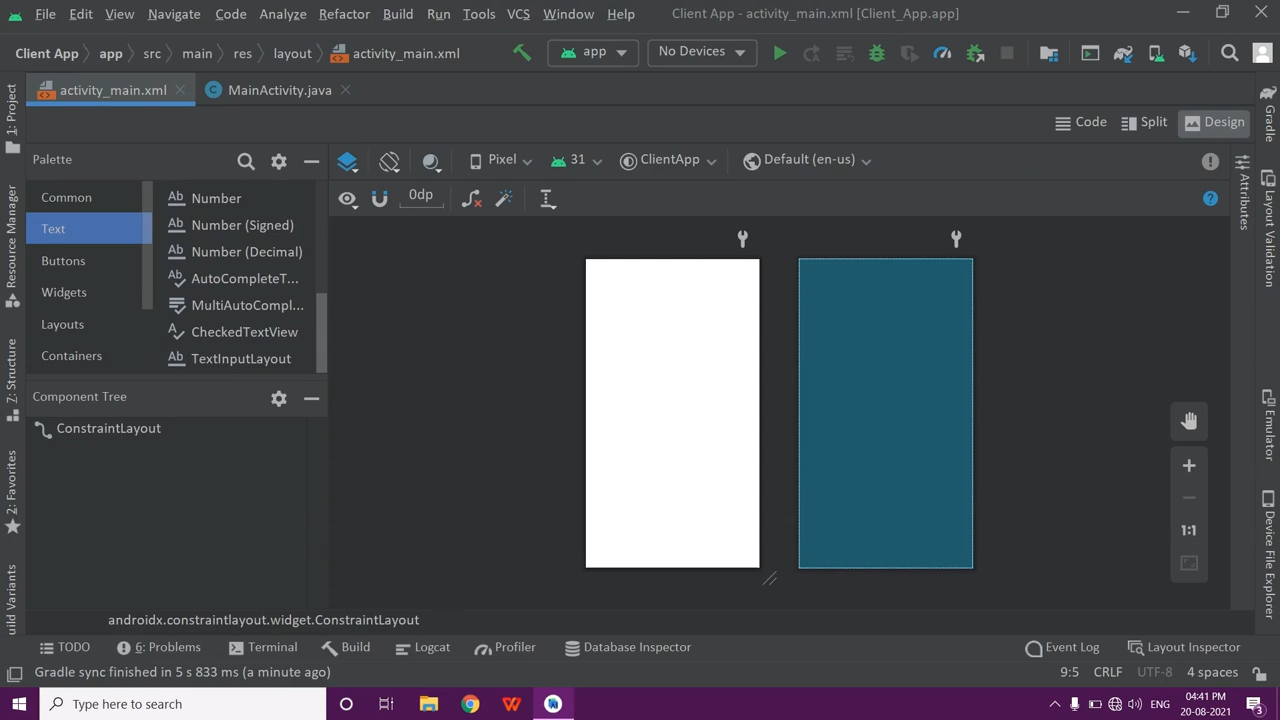 File Edit View Navigate Code Analyze Refactor Build Run Tools VCS Window Help Client App - activity_main.xml [Client_App.app]
Client App app src main res layout activity_main.xml app No Devices
activity_main.xml MainActivity.java
Code Split Design
Palette Pixel 31 ClientApp Default (en-us)
0dp
Common
Text
Buttons
Widgets
Layouts
Containers
Ab Number
Ab Number (Signed)
Ab Number (Decimal)
Ab AutoCompleteT...
MultiAutoCompl...
CheckedTextView
Ab TextInputLayout
Component Tree
ConstraintLayout
1: Project
Resource Manager
Z: Structure
2: Favorites
uild Variants
Gradle
Attributes
Layout Validation
Emulator
Device File Explorer
1:1
androidx.constraintlayout.widget.ConstraintLayout
TODO 6: Problems Terminal Build Logcat Profiler Database Inspector Event Log Layout Inspector
Gradle sync finished in 5 s 833 ms (a minute ago) 9:5 CRLF UTF-8 4 spaces
Type here to search ENG 04:41 PM
20-08-2021 3